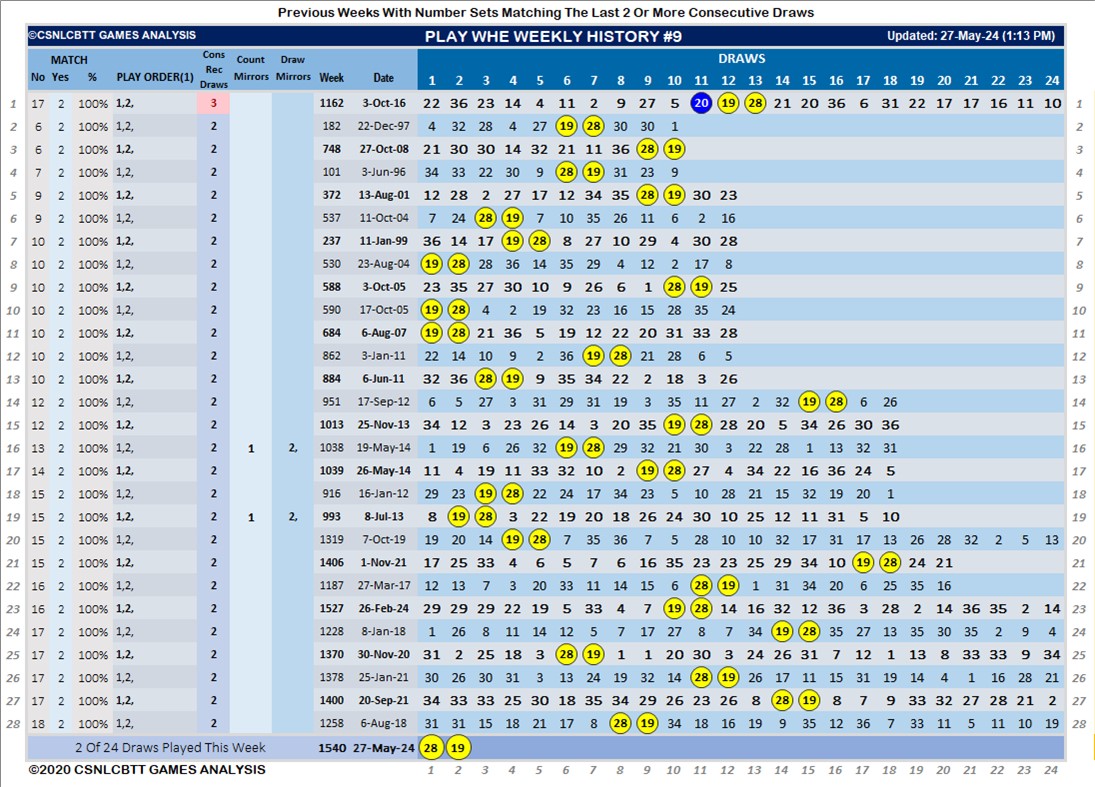 Previous Weeks With Number Sets Matching The Last 2 Or More Consecutive Draws
©CSNLCBTT GAMES ANALYSIS PLAY WHE WEEKLY HISTORY #9 Updated: 27-May-24 (1:13 PM)
MATCH Cons Rec Draws Count Mirrors Draw Mirrors DRAWS
No Yes % PLAY ORDER(1) Week Date 1 2 3 4 5 6 7 8 9 10 11 12 13 14 15 16 17 18 19 20 21 22 23 24
1 17 2 100% 1,2, 3 1162 3-Oct-16 22 36 23 14 4 11 2 9 27 5 20 19 28 21 20 36 6 31 22 17 17 16 11 10 1
2 6 2 100% 1,2, 2 182 22-Dec-97 4 32 28 4 27 19 28 30 30 1 2
3 6 2 100% 1,2, 2 748 27-Oct-08 21 30 30 14 32 21 11 36 28 19 3
4 7 2 100% 1,2, 2 101 3-Jun-96 34 33 22 30 9 28 19 31 23 9 4
5 9 2 100% 1,2, 2 372 13-Aug-01 12 28 2 27 17 12 34 35 28 19 30 23 5
6 9 2 100% 1,2, 2 537 11-Oct-04 7 24 28 19 7 10 35 26 11 6 2 16 6
7 10 2 100% 1,2, 2 237 11-Jan-99 36 14 17 19 28 8 27 10 29 4 30 28 7
8 10 2 100% 1,2, 2 530 23-Aug-04 19 28 28 36 14 35 29 4 12 2 17 8 8
9 10 2 100% 1,2, 2 588 3-Oct-05 23 35 27 30 10 9 26 6 1 28 19 25 9
10 10 2 100% 1,2, 2 590 17-Oct-05 19 28 4 2 19 32 23 16 15 28 35 24 10
11 10 2 100% 1,2, 2 684 6-Aug-07 19 28 21 36 5 19 12 22 20 31 33 28 11
12 10 2 100% 1,2, 2 862 3-Jan-11 22 14 10 9 2 36 19 28 21 28 6 5 12
13 10 2 100% 1,2, 2 884 6-Jun-11 32 36 28 19 9 35 34 22 2 18 3 26 13
14 12 2 100% 1,2, 2 951 17-Sep-12 6 5 27 3 31 29 31 19 3 35 11 27 2 32 19 28 6 26 14
15 12 2 100% 1,2, 2 1013 25-Nov-13 34 12 3 23 26 14 3 20 35 19 28 28 20 5 34 26 30 36 15
16 13 2 100% 1,2, 2 1 2, 1038 19-May-14 1 19 6 26 32 19 28 29 32 21 30 3 22 28 1 13 32 31 16
17 14 2 100% 1,2, 2 1039 26-May-14 11 4 19 11 33 32 10 2 19 28 27 4 34 22 16 36 24 5 17
18 15 2 100% 1,2, 2 916 16-Jan-12 29 23 19 28 22 24 17 34 23 5 10 28 21 15 32 19 20 1 18
19 15 2 100% 1,2, 2 1 2, 993 8-Jul-13 8 19 28 3 22 19 20 18 26 24 30 10 25 12 11 31 5 10 19
20 15 2 100% 1,2, 2 1319 7-Oct-19 19 20 14 19 28 7 35 36 7 5 28 10 10 32 17 31 17 13 26 28 32 2 5 13 20
21 15 2 100% 1,2, 2 1406 1-Nov-21 17 25 33 4 6 5 7 6 16 35 23 23 25 29 34 10 19 28 24 21 21
22 16 2 100% 1,2, 2 1187 27-Mar-17 12 13 7 3 20 33 11 14 15 6 28 19 1 31 34 20 6 25 35 16 22
23 16 2 100% 1,2, 2 1527 26-Feb-24 29 29 29 22 19 5 33 4 7 19 28 14 16 32 12 36 3 28 2 14 36 35 2 14 23
24 17 2 100% 1,2, 2 1228 8-Jan-18 1 26 8 11 14 12 5 7 17 27 8 7 34 19 28 35 27 13 35 30 35 2 9 4 24
25 17 2 100% 1,2, 2 1370 30-Nov-20 31 2 25 18 3 28 19 1 1 20 30 3 24 26 31 7 12 1 13 8 33 33 9 34 25
26 17 2 100% 1,2, 2 1378 25-Jan-21 30 26 30 31 3 13 24 19 32 14 28 19 26 17 11 15 31 19 14 4 1 16 28 21 26
27 17 2 100% 1,2, 2 1400 20-Sep-21 34 33 33 25 30 18 35 34 29 26 23 26 8 28 19 8 7 9 33 32 27 28 21 2 27
28 18 2 100% 1,2, 2 1258 6-Aug-18 31 31 15 18 21 17 8 28 19 34 18 16 19 9 35 12 36 7 33 11 5 11 10 19 28
2 Of 24 Draws Played This Week 1540 27-May-24 28 19
©2020 CSNLCBTT GAMES ANALYSIS 1 2 3 4 5 6 7 8 9 10 11 12 13 14 15 16 17 18 19 20 21 22 23 24